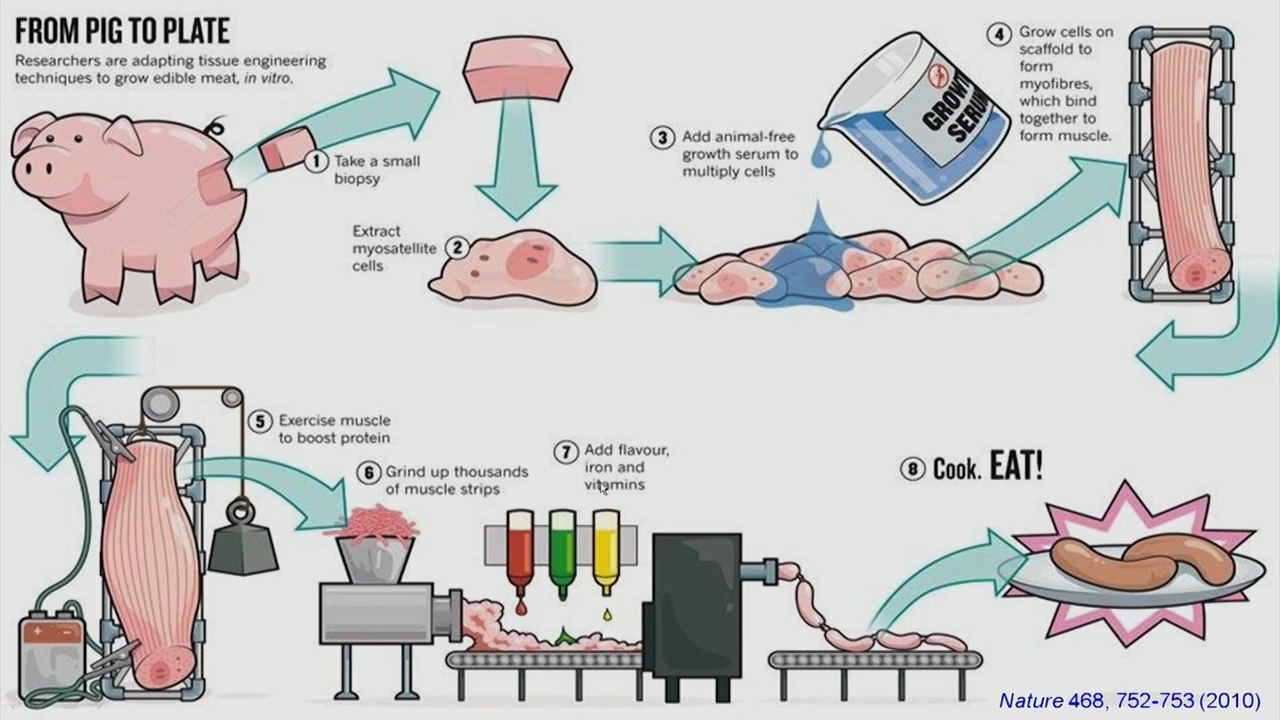 FROM PIG TO PLATE
Researchers are adapting tissue engineering
techniques to grow edible meat, in vitro.
1 Take a small
biopsy
Extract
myosatellite 2
cells
3 Add animal-free
growth serum to
multiply cells
GROWTH
SERUM
4 Grow cells on
scaffold to
form
myofibres,
which bind
together to
form muscle.
5 Exercise muscle
to boost protein
6 Grind up thousands
of muscle strips
7 Add flavour,
iron and
vitamins
8 Cook. EAT!
+ -
Nature 468, 752-753 (2010)